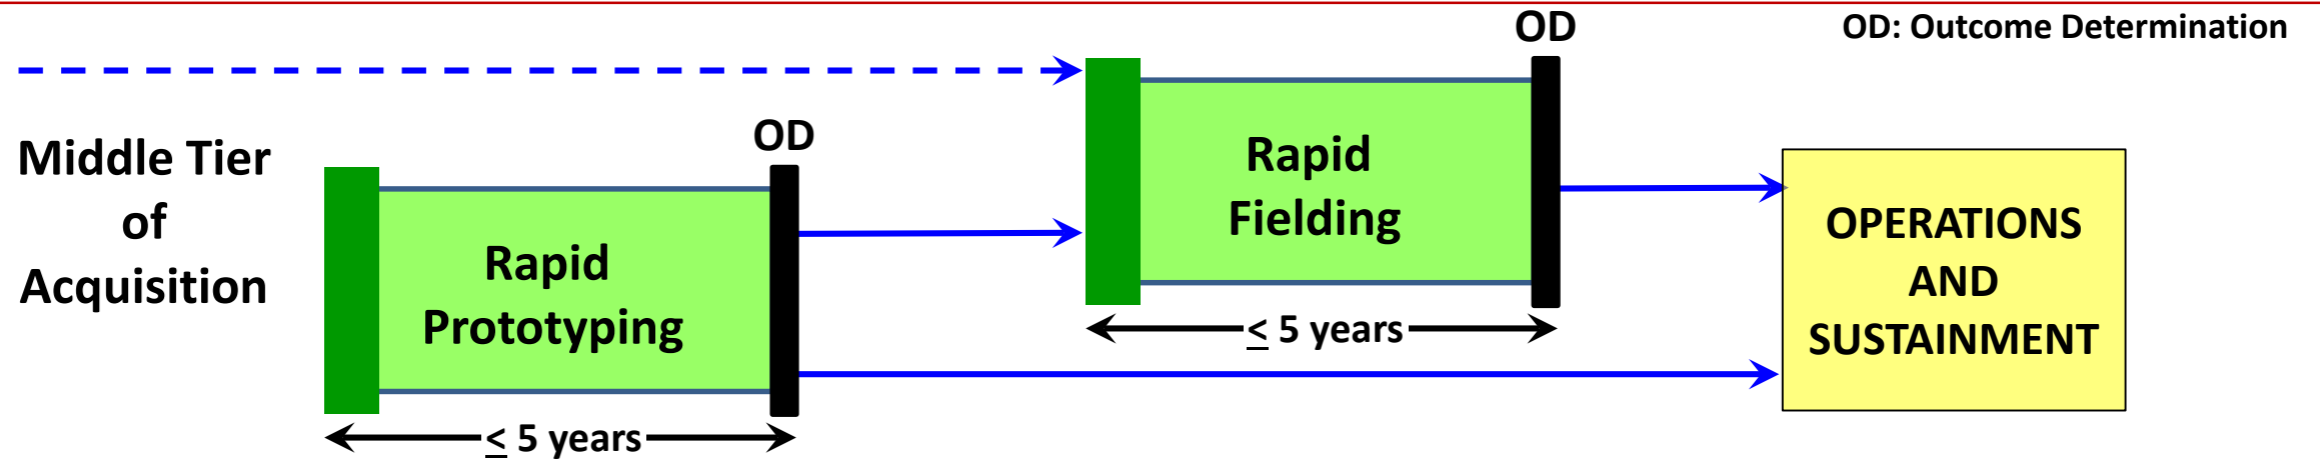 OD
OD: Outcome Determination
Middle Tier
of
Acquisition
OD
Rapid
Prototyping
≤ 5 years
Rapid
Fielding
≤ 5 years
OPERATIONS
AND
SUSTAINMENT